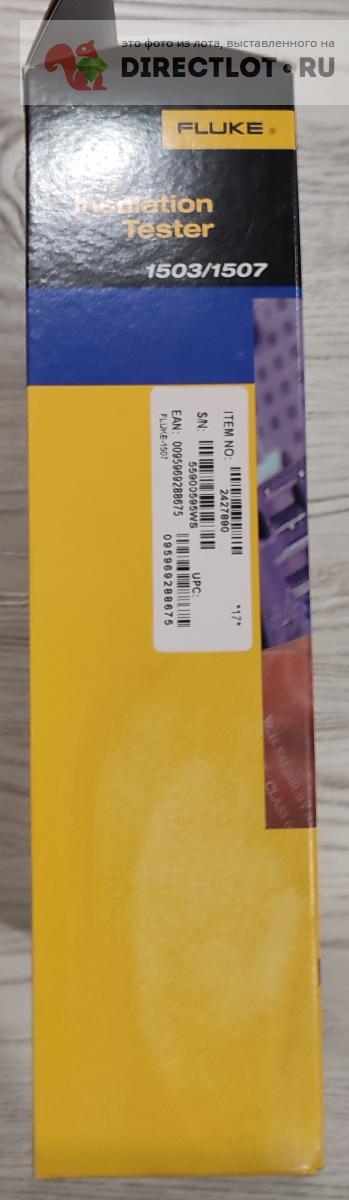 это фото из лота, выставленного на
DIRECTLOT.RU
FLUKE®
Insulation
Tester
1503/1507
ITEM NO:
2427890
*17*
S/N:
55900595WS
UPC:
EAN: 0095969288675
095969288675
FLUKE-1507